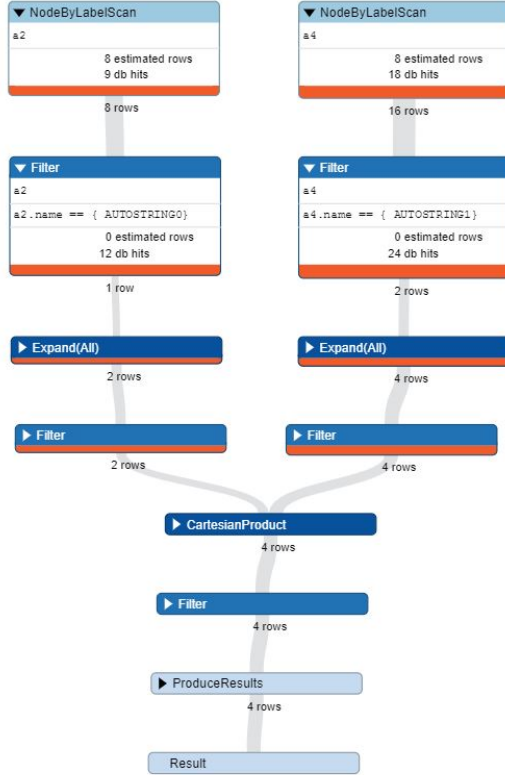 NodeByLabelScan
a2
8 estimated rows
9 db hits
8 rows
Filter
a2
a2.name == { AUTOSTRING0}
0 estimated rows
12 db hits
1 row
Expand(All)
2 rows
Filter
2 rows
NodeByLabelScan
a4
8 estimated rows
18 db hits
16 rows
Filter
a4
a4.name == { AUTOSTRING1}
0 estimated rows
24 db hits
2 rows
Expand(All)
4 rows
Filter
4 rows
CartesianProduct
4 rows
Filter
4 rows
ProduceResults
4 rows
Result